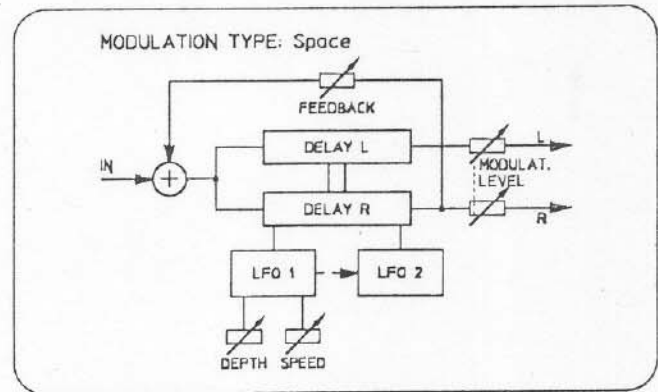 MODULATION TYPE: Space
FEEDBACK
IN
+
DELAY L
L
MODULAT.
LEVEL
DELAY R
R
LFO 1
LFO 2
DEPTH
SPEED